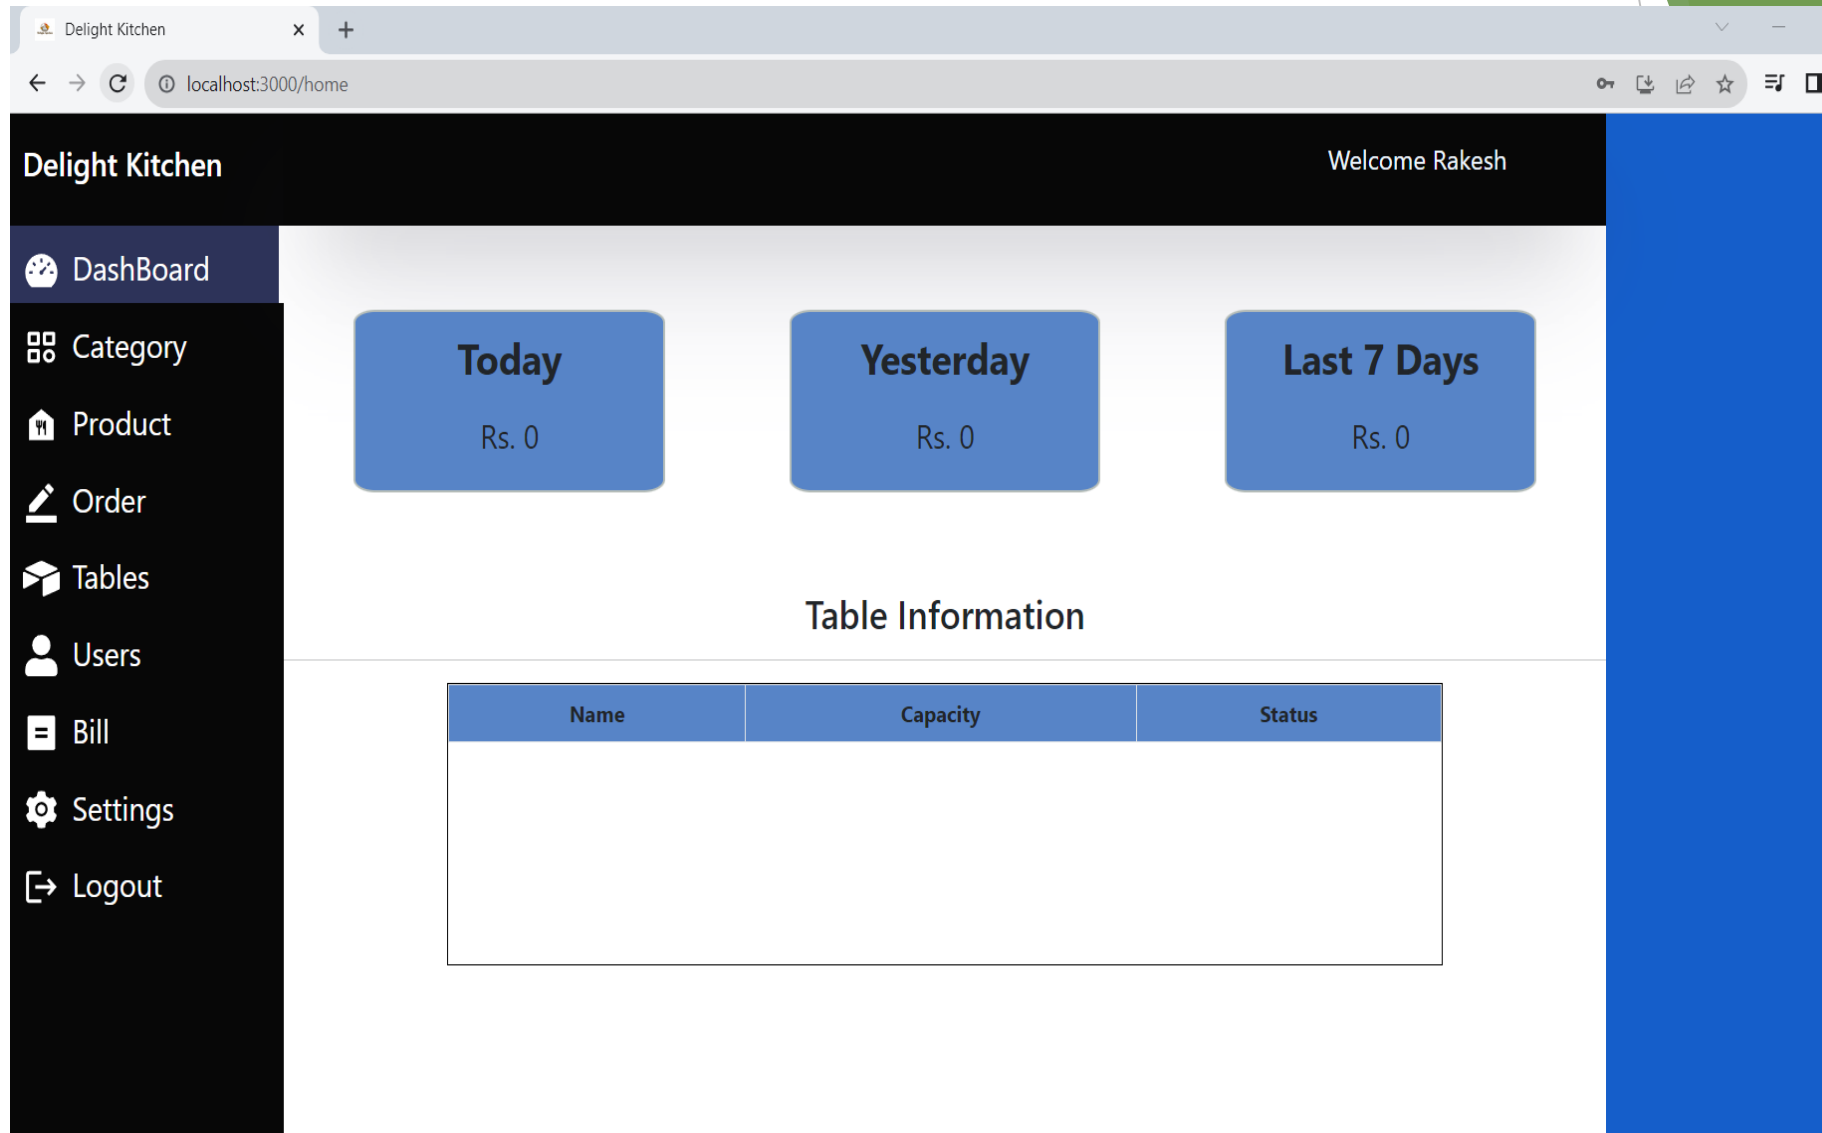 Delight Kitchen
localhost:3000/home
Delight Kitchen
Welcome Rakesh
DashBoard
Category
Product
Order
Tables
Users
Bill
Settings
Logout
Today
Rs. 0
Yesterday
Rs. 0
Last 7 Days
Rs. 0
Table Information
Name Capacity Status